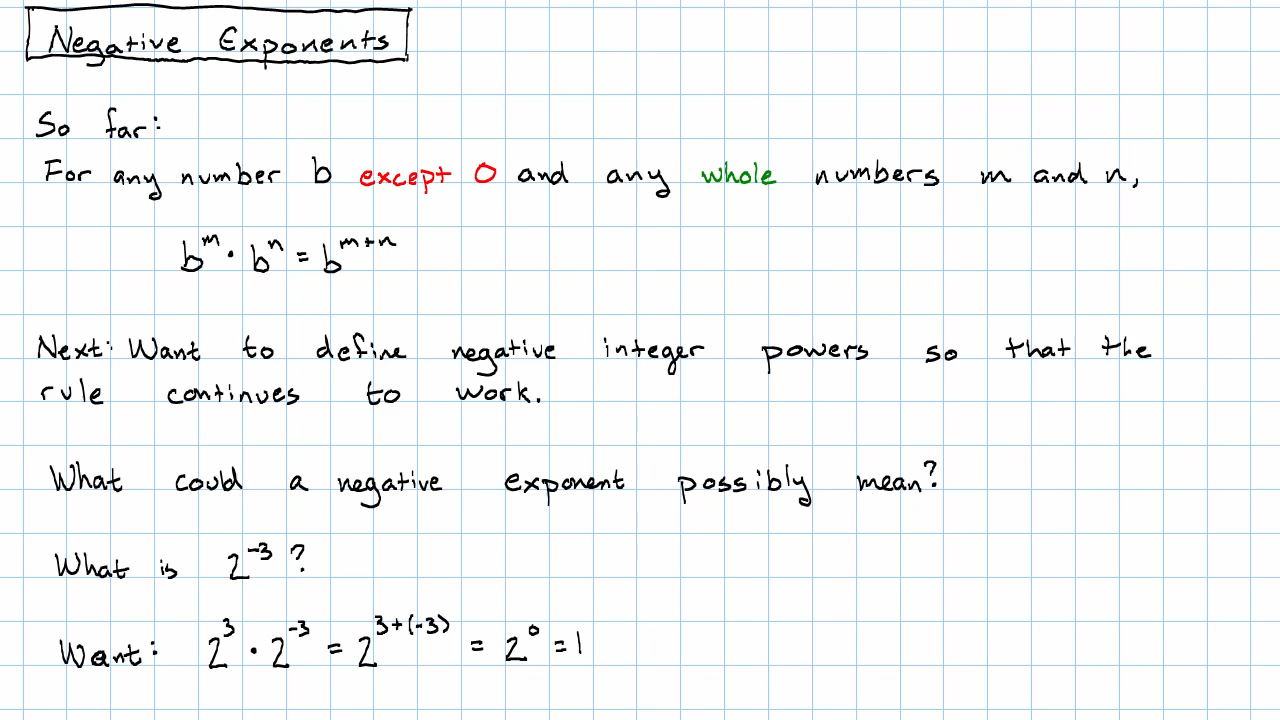 Negative Exponents
So far:
For any number b except 0 and any whole numbers m and n,
b^m · b^n = b^(m+n)
Next: Want to define negative integer powers so that the
rule continues to work.
What could a negative exponent possibly mean?
What is 2^-3 ?
Want: 2^3 · 2^-3 = 2^(3+(-3)) = 2^0 = 1